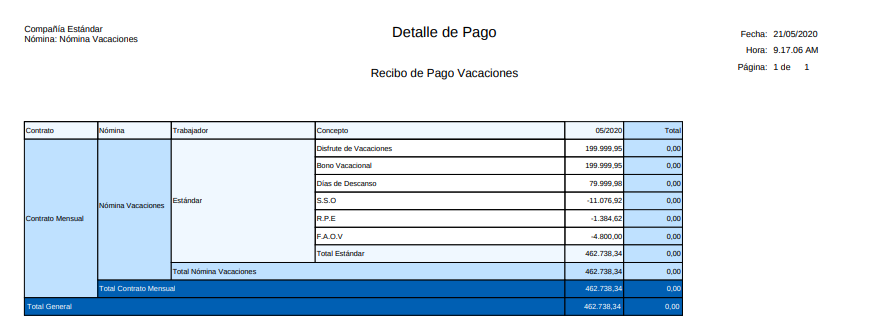 Compañía Estándar
Nómina: Nómina Vacaciones
Detalle de Pago
Recibo de Pago Vacaciones
Fecha: 21/05/2020
Hora: 9.17.06 AM
Página: 1 de 1
Contrato Nómina Trabajador Concepto 05/2020 Total
Disfrute de Vacaciones 199.999,95 0,00
Bono Vacacional 199.999,95 0,00
Días de Descanso 79.999,98 0,00
Estándar
S.S.O -11.076,92 0,00
Nómina Vacaciones
Contrato Mensual
R.P.E -1.384,62 0,00
F.A.O.V -4.800,00 0,00
Total Estándar 462.738,34 0,00
Total Nómina Vacaciones 462.738,34 0,00
Total Contrato Mensual 462.738,34 0,00
Total General 462.738,34 0,00